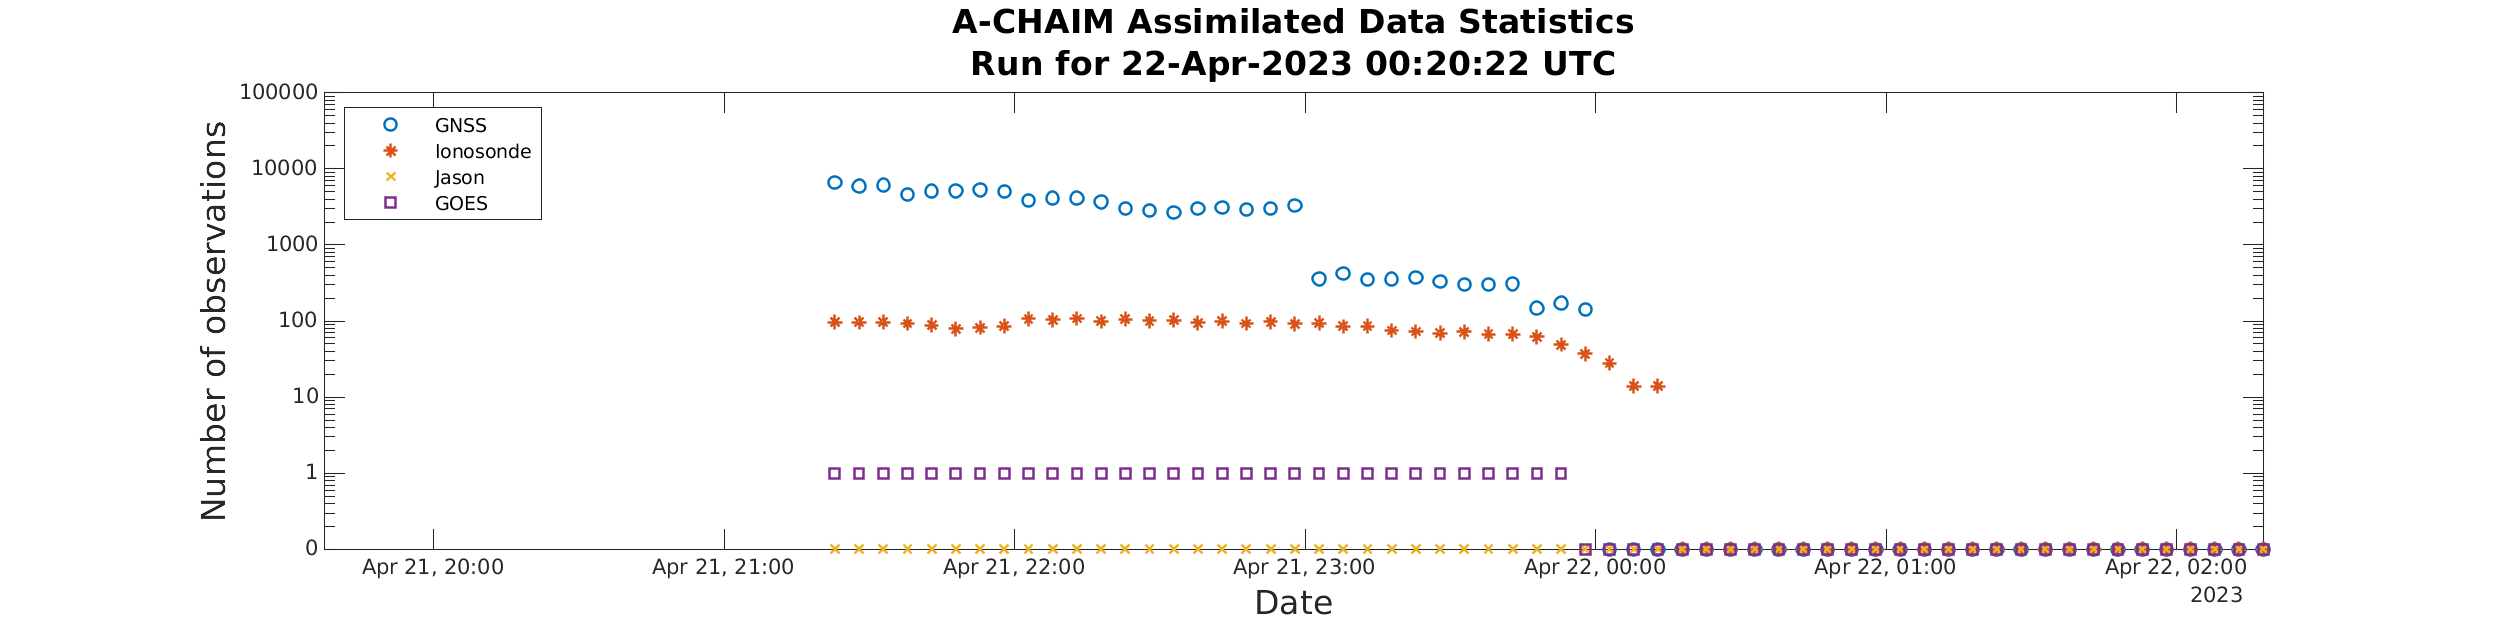 A-CHAIM Assimilated Data Statistics
Run for 22-Apr-2023 00:20:22 UTC
Number of observations
100000
10000
1000
100
10
1
0
GNSS
Ionosonde
Jason
GOES
Apr 21, 20:00
Apr 21, 21:00
Apr 21, 22:00
Apr 21, 23:00
Apr 22, 00:00
Apr 22, 01:00
Apr 22, 02:00
2023
Date